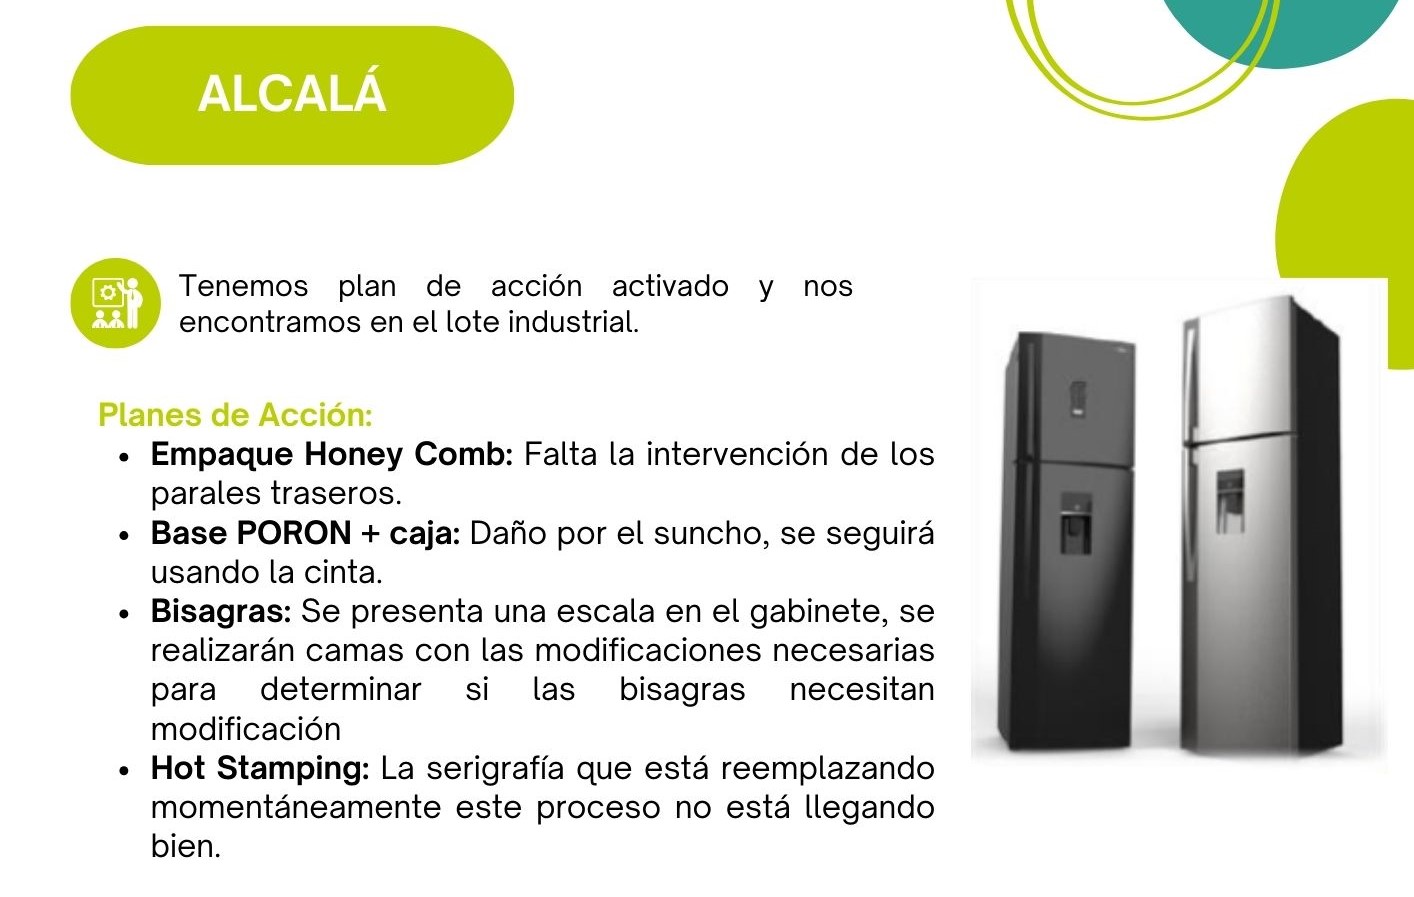 ALCALÁ
Tenemos plan de acción activado y nos
encontramos en el lote industrial.
Planes de Acción:
• Empaque Honey Comb: Falta la intervención de los
parales traseros.
• Base PORON + caja: Daño por el suncho, se seguirá
usando la cinta.
• Bisagras: Se presenta una escala en el gabinete, se
realizarán camas con las modificaciones necesarias
para determinar si las bisagras necesitan
modificación
• Hot Stamping: La serigrafía que está reemplazando
momentáneamente este proceso no está llegando
bien.